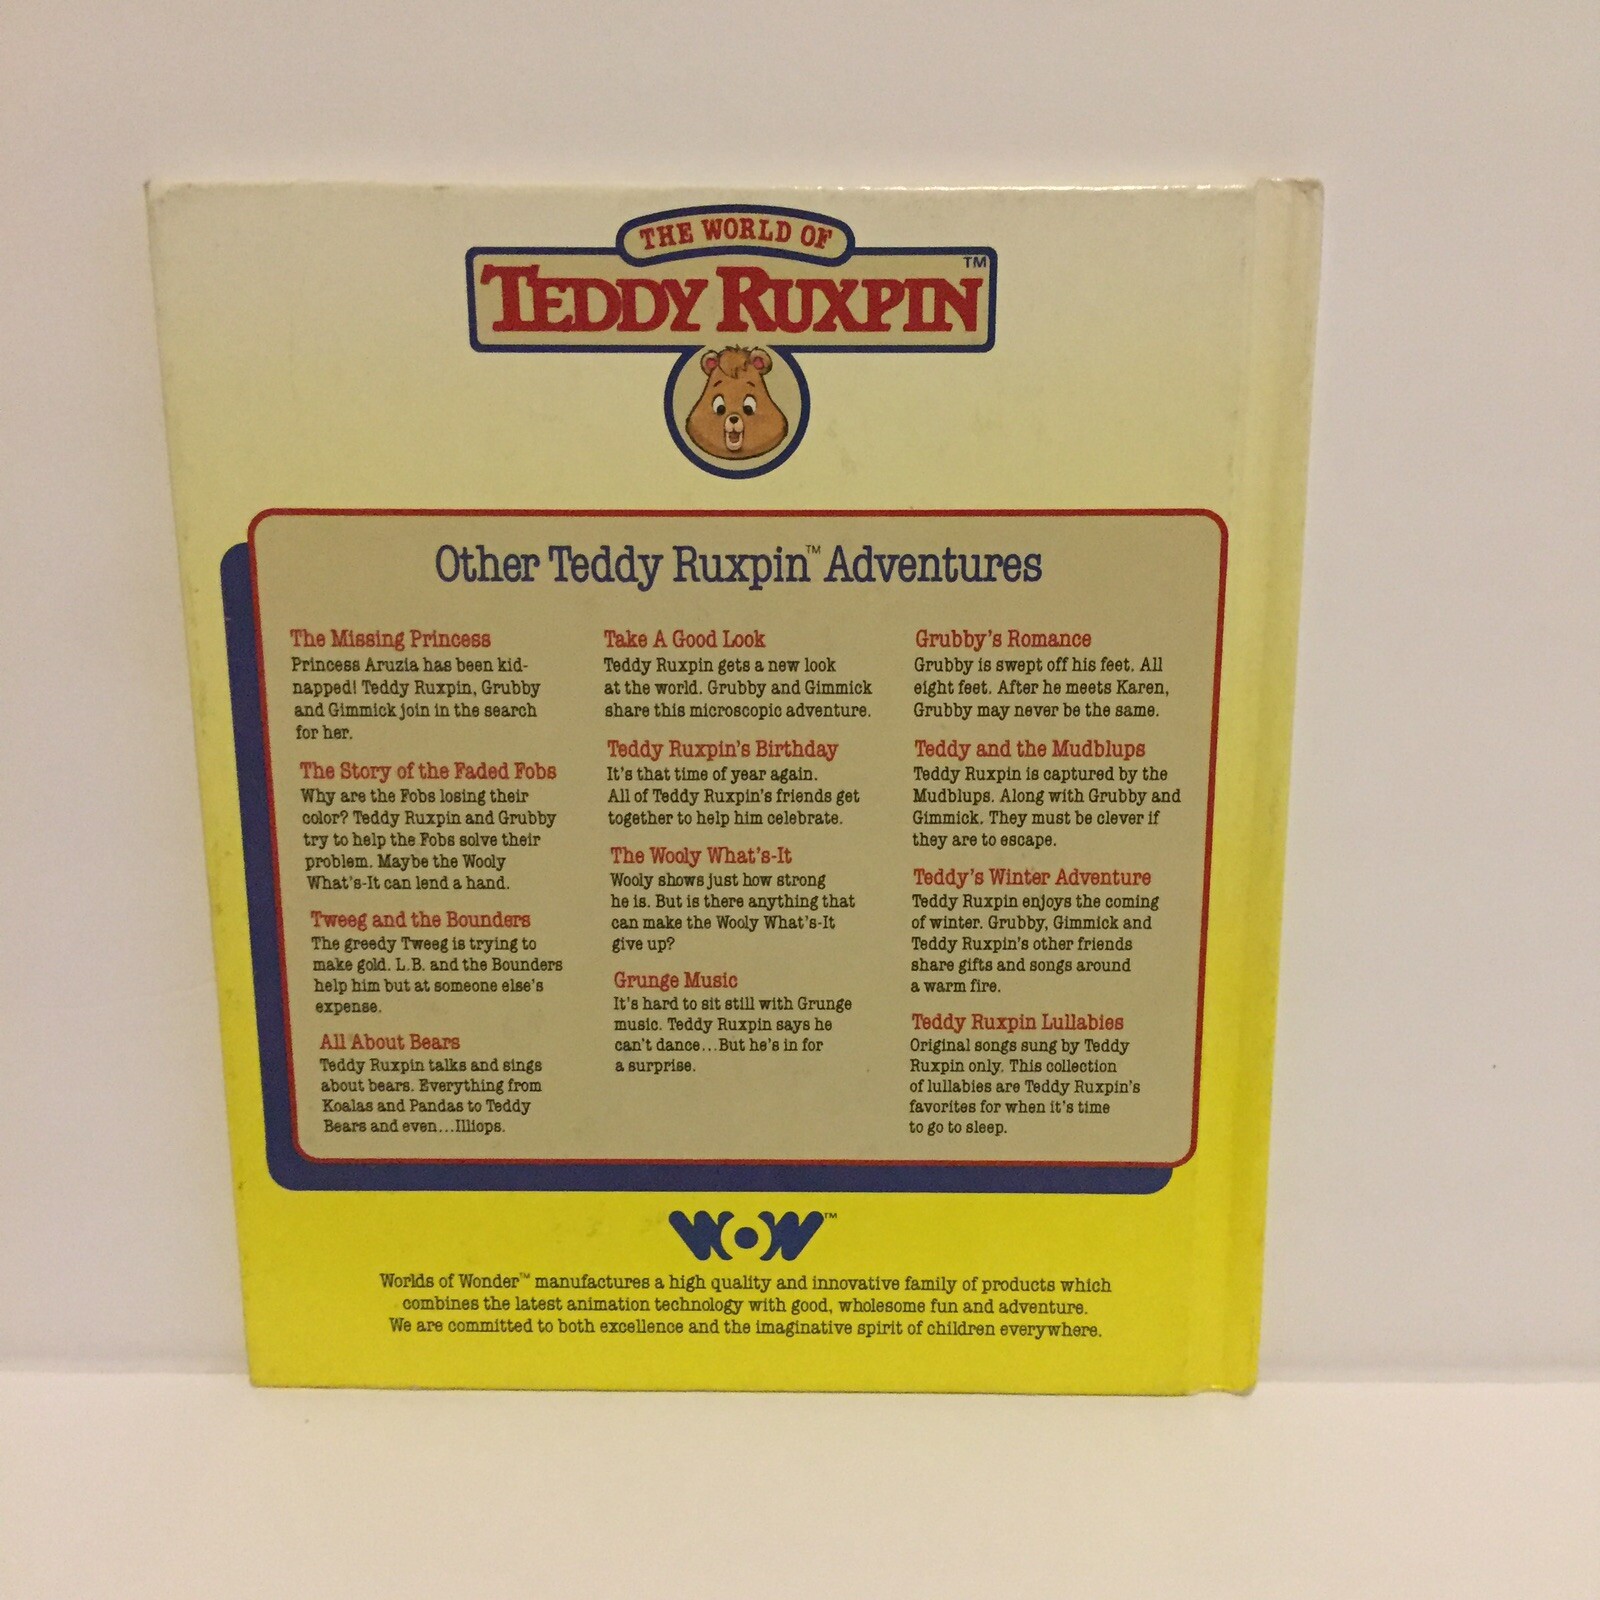 THE WORLD OF
TEDDY RUXPIN™
Other Teddy Ruxpin™ Adventures
The Missing Princess
Princess Aruzia has been kid-
napped! Teddy Ruxpin, Grubby
and Gimmick join in the search
for her.
The Story of the Faded Fobs
Why are the Fobs losing their
color? Teddy Ruxpin and Grubby
try to help the Fobs solve their
problem. Maybe the Wooly
What's-It can lend a hand.
Tweeg and the Bounders
The greedy Tweeg is trying to
make gold. L.B. and the Bounders
help him but at someone else's
expense.
All About Bears
Teddy Ruxpin talks and sings
about bears. Everything from
Koalas and Pandas to Teddy
Bears and even...Illiops.
Take A Good Look
Teddy Ruxpin gets a new look
at the world. Grubby and Gimmick
share this microscopic adventure.
Teddy Ruxpin's Birthday
It's that time of year again.
All of Teddy Ruxpin's friends get
together to help him celebrate.
The Wooly What's-It
Wooly shows just how strong
he is. But is there anything that
can make the Wooly What's-It
give up?
Grunge Music
It's hard to sit still with Grunge
music. Teddy Ruxpin says he
can't dance...But he's in for
a surprise.
Grubby's Romance
Grubby is swept off his feet. All
eight feet. After he meets Karen,
Grubby may never be the same.
Teddy and the Mudblups
Teddy Ruxpin is captured by the
Mudblups. Along with Grubby and
Gimmick. They must be clever if
they are to escape.
Teddy's Winter Adventure
Teddy Ruxpin enjoys the coming
of winter. Grubby, Gimmick and
Teddy Ruxpin's other friends
share gifts and songs around
a warm fire.
Teddy Ruxpin Lullabies
Original songs sung by Teddy
Ruxpin only. This collection
of lullabies are Teddy Ruxpin's
favorites for when it's time
to go to sleep.
WOW™
Worlds of Wonder™ manufactures a high quality and innovative family of products which
combines the latest animation technology with good, wholesome fun and adventure.
We are committed to both excellence and the imaginative spirit of children everywhere.